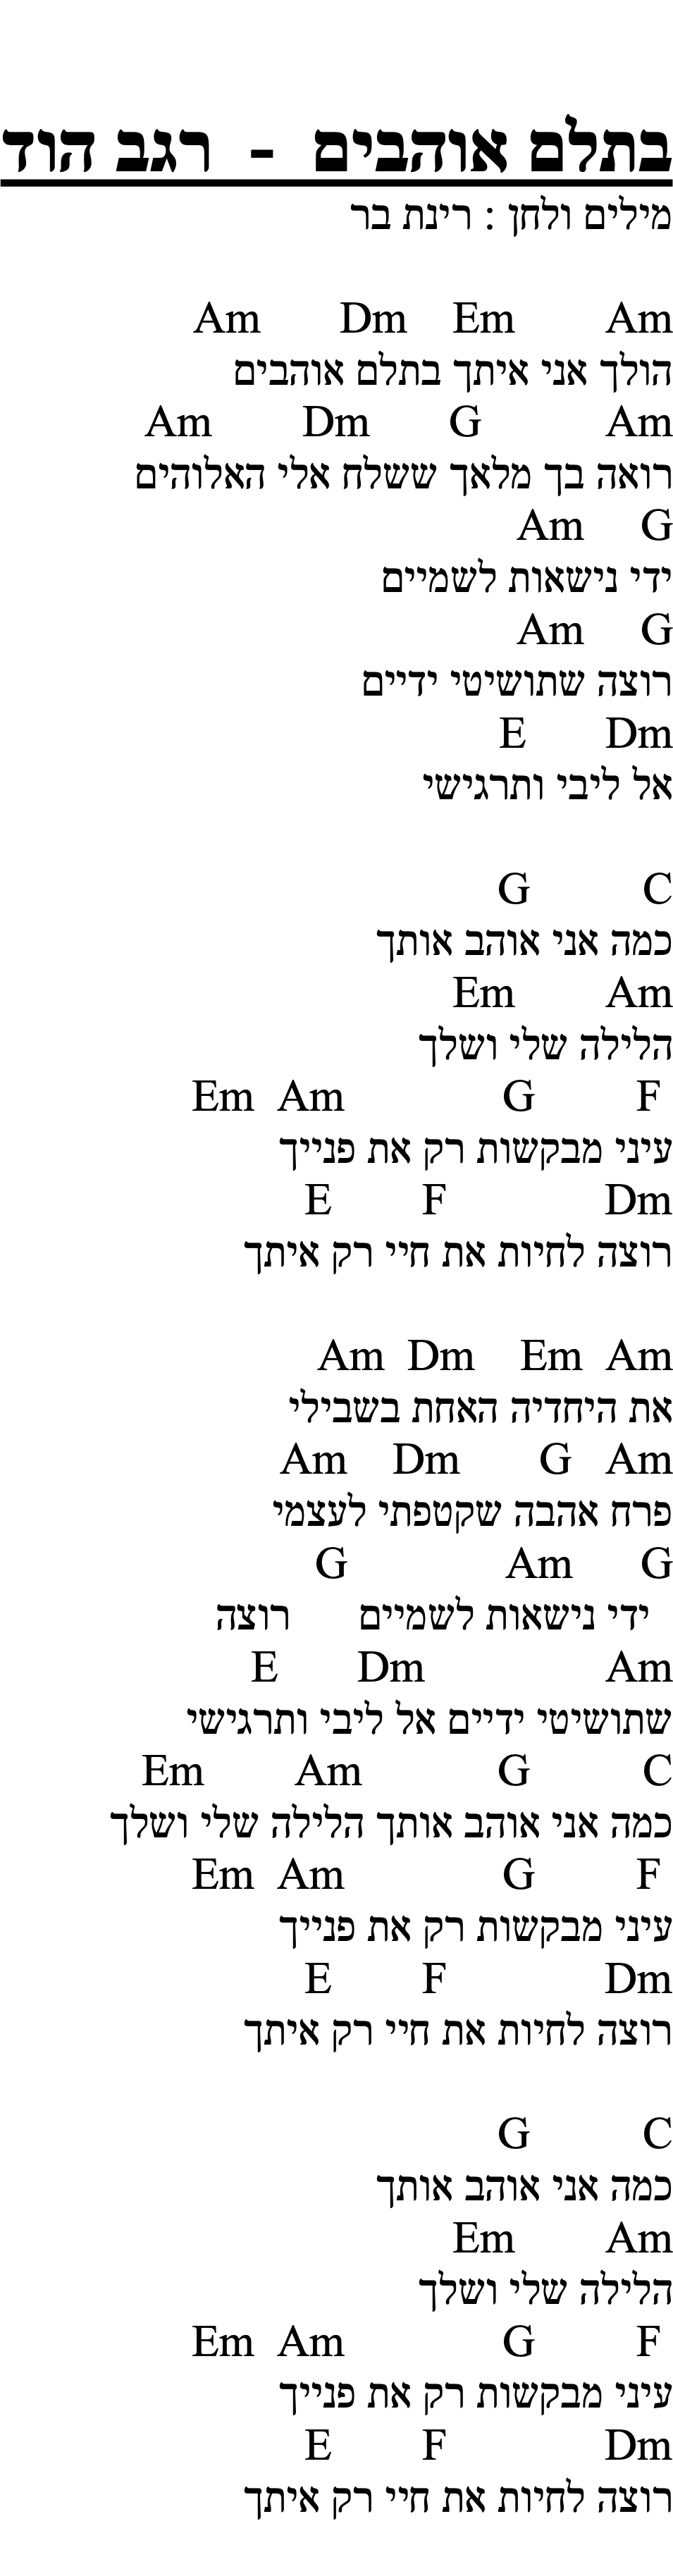 בתלם אוהבים - רגב הוד
מילים ולחן : רינת בר
Am Dm Em Am
הולך אני איתך בתלם אוהבים
Am Dm G Am
רואה בך מלאך ששלח אלי האלוהים
Am G
ידי נישאות לשמיים
Am G
רוצה שתושיטי ידיים
E Dm
אל ליבי ותרגישי
G C
כמה אני אוהב אותך
Em Am
הלילה שלי ושלך
Em Am G F
עיני מבקשות רק את פנייך
E F Dm
רוצה לחיות את חיי רק איתך
Am Dm Em Am
את היחדיה האחת בשבילי
Am Dm G Am
פרח אהבה שקטפתי לעצמי
G Am G
ידי נישאות לשמיים רוצה
E Dm Am
שתושיטי ידיים אל ליבי ותרגישי
Em Am G C
כמה אני אוהב אותך הלילה שלי ושלך
Em Am G F
עיני מבקשות רק את פנייך
E F Dm
רוצה לחיות את חיי רק איתך
G C
כמה אני אוהב אותך
Em Am
הלילה שלי ושלך
Em Am G F
עיני מבקשות רק את פנייך
E F Dm
רוצה לחיות את חיי רק איתך